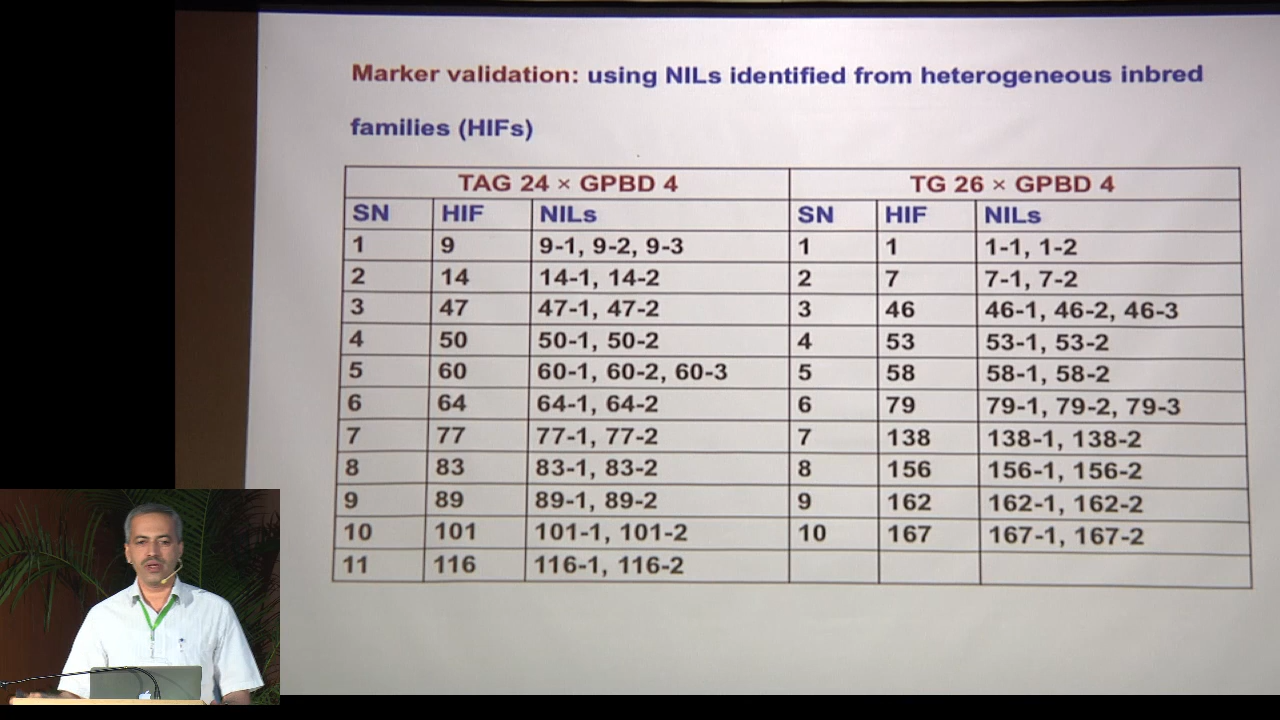 Marker validation: using NILs identified from heterogeneous inbred
families (HIFs)
TAG 24 × GPBD 4 TG 26 × GPBD 4
SN HIF NILs SN HIF NILs
1 9 9-1, 9-2, 9-3 1 1 1-1, 1-2
2 14 14-1, 14-2 2 7 7-1, 7-2
3 47 47-1, 47-2 3 46 46-1, 46-2, 46-3
4 50 50-1, 50-2 4 53 53-1, 53-2
5 60 60-1, 60-2, 60-3 5 58 58-1, 58-2
6 64 64-1, 64-2 6 79 79-1, 79-2, 79-3
7 77 77-1, 77-2 7 138 138-1, 138-2
8 83 83-1, 83-2 8 156 156-1, 156-2
9 89 89-1, 89-2 9 162 162-1, 162-2
10 101 101-1, 101-2 10 167 167-1, 167-2
11 116 116-1, 116-2